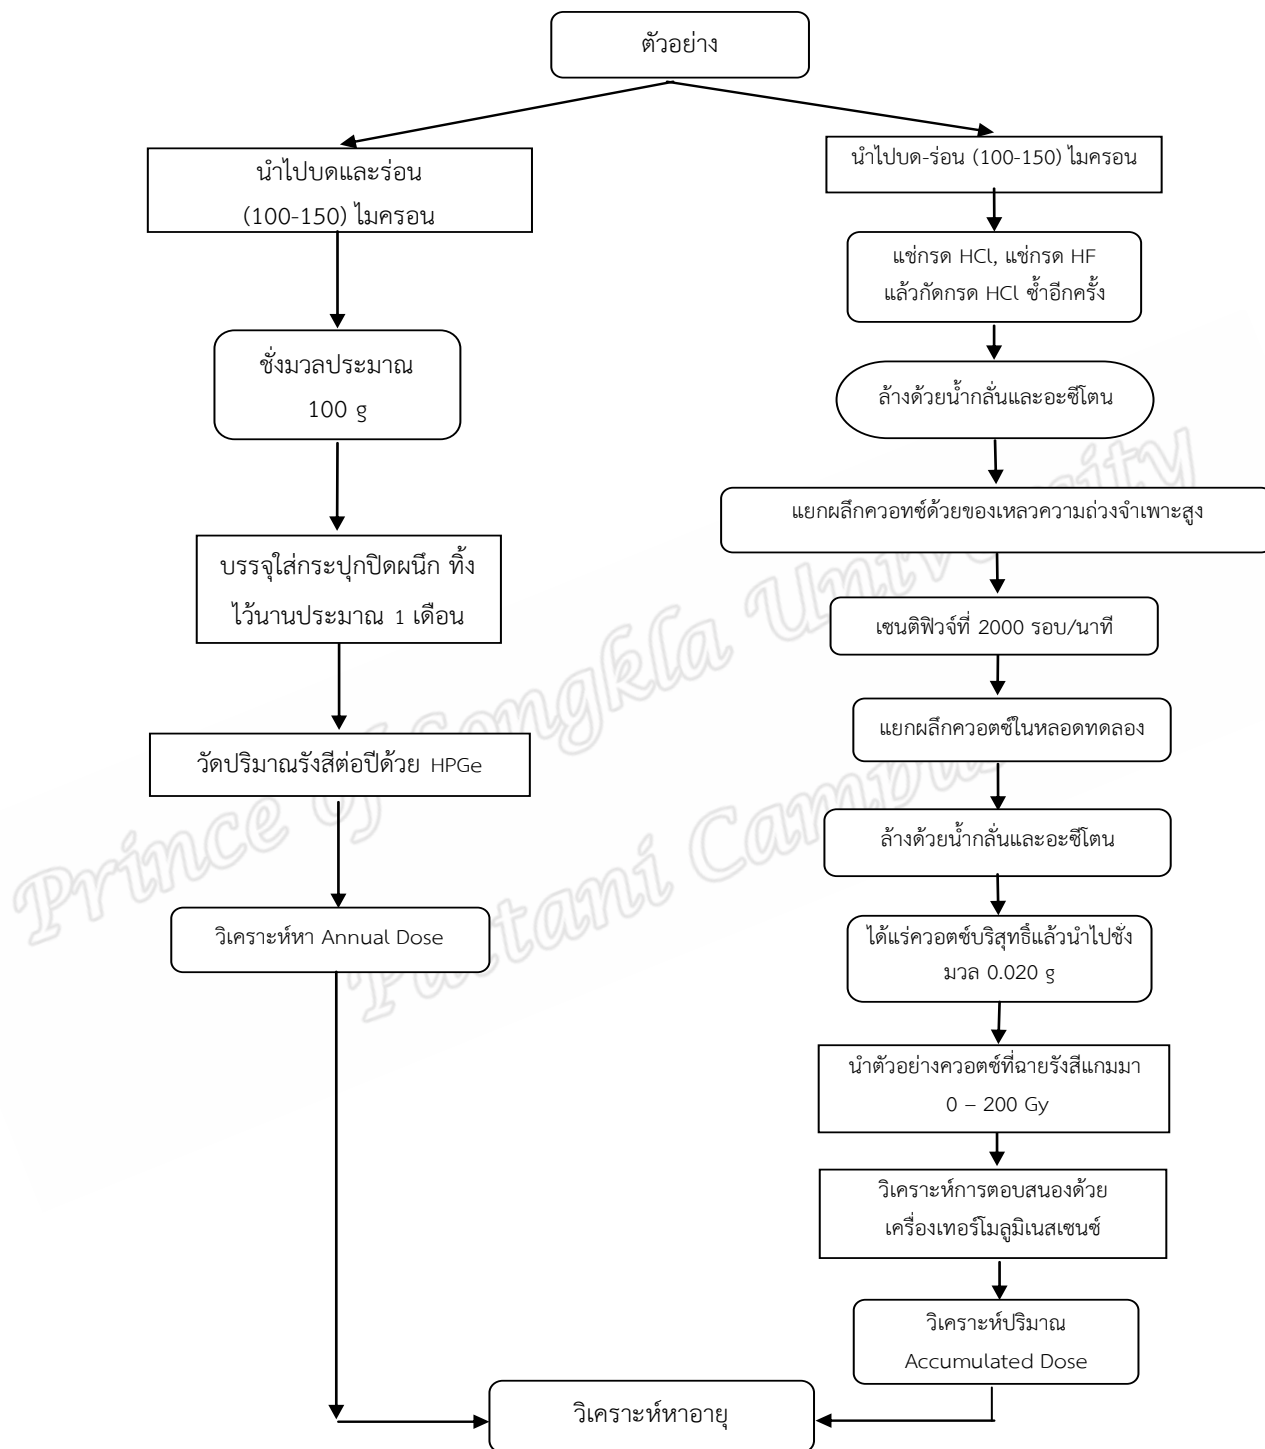 ตัวอย่าง
นำไปบดและร่อน
(100-150) ไมครอน
ชั่งมวลประมาณ
100 g
บรรจุใส่กระปุกปิดผนึก ทิ้ง
ไว้นานประมาณ 1 เดือน
วัดปริมาณรังสีต่อปีด้วย HPGe
วิเคราะห์หา Annual Dose
นำไปบด-ร่อน (100-150) ไมครอน
แช่กรด HCl, แช่กรด HF
แล้วกัดกรด HCl ซ้ำอีกครั้ง
ล้างด้วยน้ำกลั่นและอะซีโตน
แยกผลึกควอทซ์ด้วยของเหลวความถ่วงจำเพาะสูง
เซนติฟิวจ์ที่ 2000 รอบ/นาที
แยกผลึกควอตซ์ในหลอดทดลอง
ล้างด้วยน้ำกลั่นและอะซีโตน
ได้แร่ควอตซ์บริสุทธิ์แล้วนำไปชั่ง
มวล 0.020 g
นำตัวอย่างควอตซ์ที่ฉายรังสีแกมมา
0 – 200 Gy
วิเคราะห์การตอบสนองด้วย
เครื่องเทอร์โมลูมิเนสเซนซ์
วิเคราะห์ปริมาณ
Accumulated Dose
วิเคราะห์หาอายุ
Prince of Songkla University
Pattani Campus